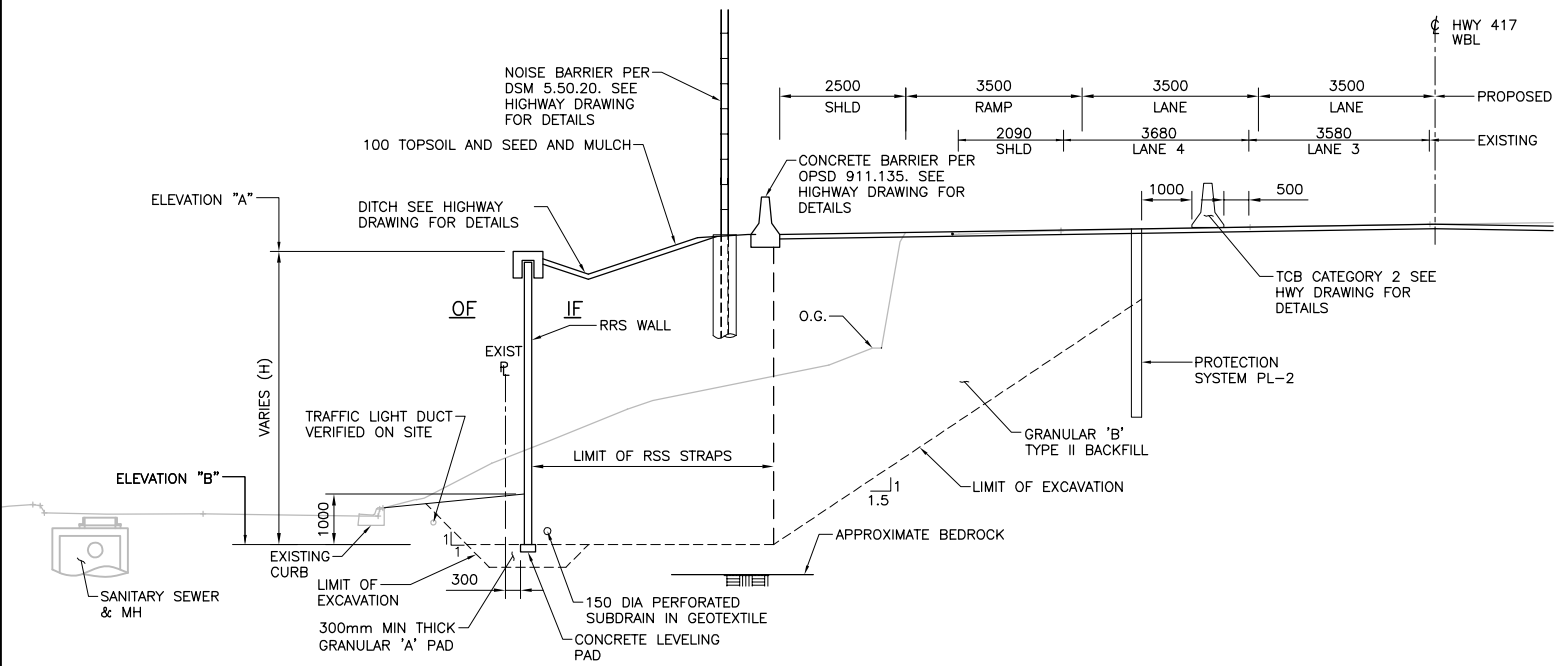 ℄ HWY 417
WBL
NOISE BARRIER PER
DSM 5.50.20. SEE
HIGHWAY DRAWING
FOR DETAILS
2500
SHLD
3500
RAMP
3500
LANE
3500
LANE
PROPOSED
2090
SHLD
3680
LANE 4
3580
LANE 3
EXISTING
100 TOPSOIL AND SEED AND MULCH
CONCRETE BARRIER PER
OPSD 911.135. SEE
HIGHWAY DRAWING FOR
DETAILS
1000
500
ELEVATION "A"
DITCH SEE HIGHWAY
DRAWING FOR DETAILS
TCB CATEGORY 2 SEE
HWY DRAWING FOR
DETAILS
OF
IF
RRS WALL
O.G.
EXIST
PL
VARIES (H)
PROTECTION
SYSTEM PL-2
TRAFFIC LIGHT DUCT
VERIFIED ON SITE
GRANULAR 'B'
TYPE II BACKFILL
LIMIT OF RSS STRAPS
ELEVATION "B"
LIMIT OF EXCAVATION
1
1.5
1000
APPROXIMATE BEDROCK
1
1
EXISTING
CURB
LIMIT OF
EXCAVATION
300
SANITARY SEWER
& MH
150 DIA PERFORATED
SUBDRAIN IN GEOTEXTILE
300mm MIN THICK
GRANULAR 'A' PAD
CONCRETE LEVELING
PAD